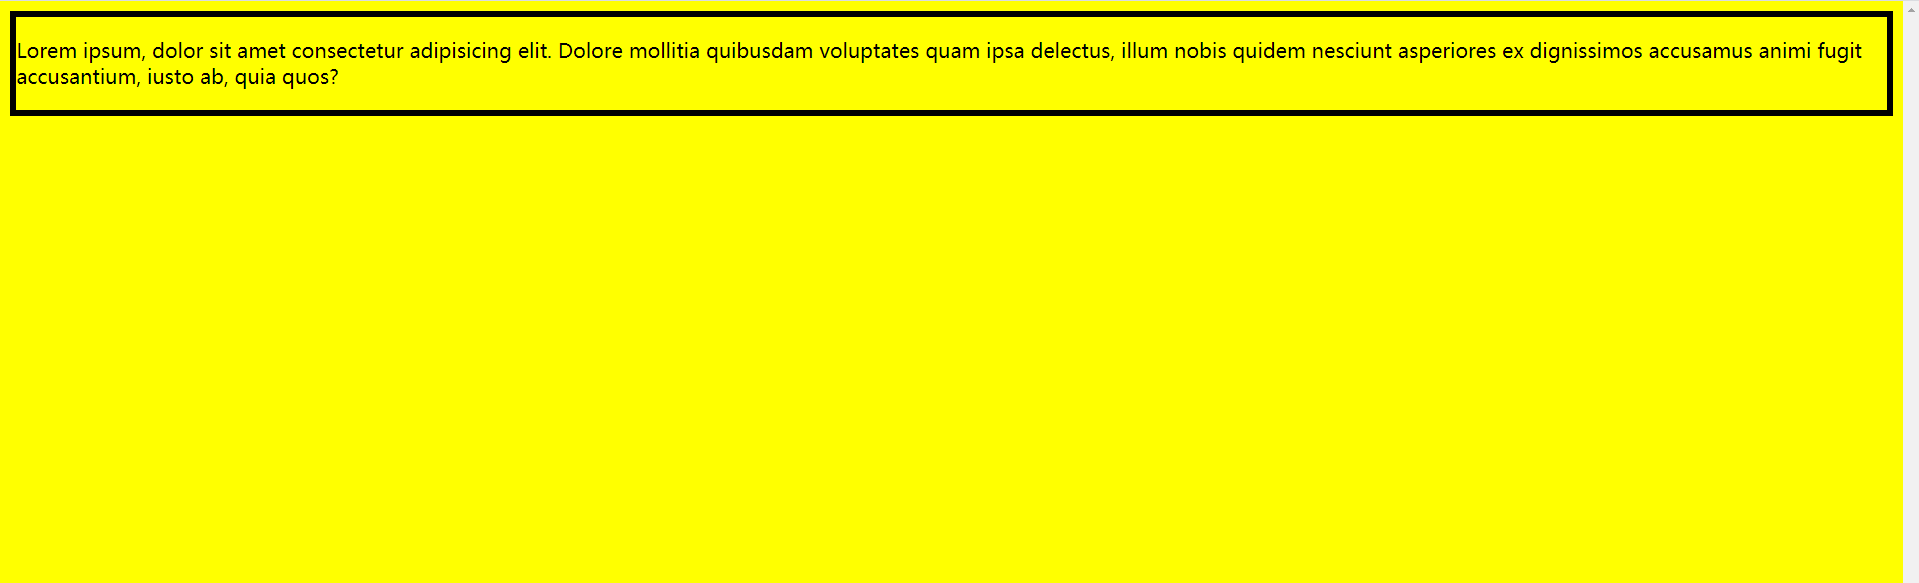 Lorem ipsum, dolor sit amet consectetur adipisicing elit. Dolore mollitia quibusdam voluptates quam ipsa delectus, illum nobis quidem nesciunt asperiores ex dignissimos accusamus animi fugit
accusantium, iusto ab, quia quos?